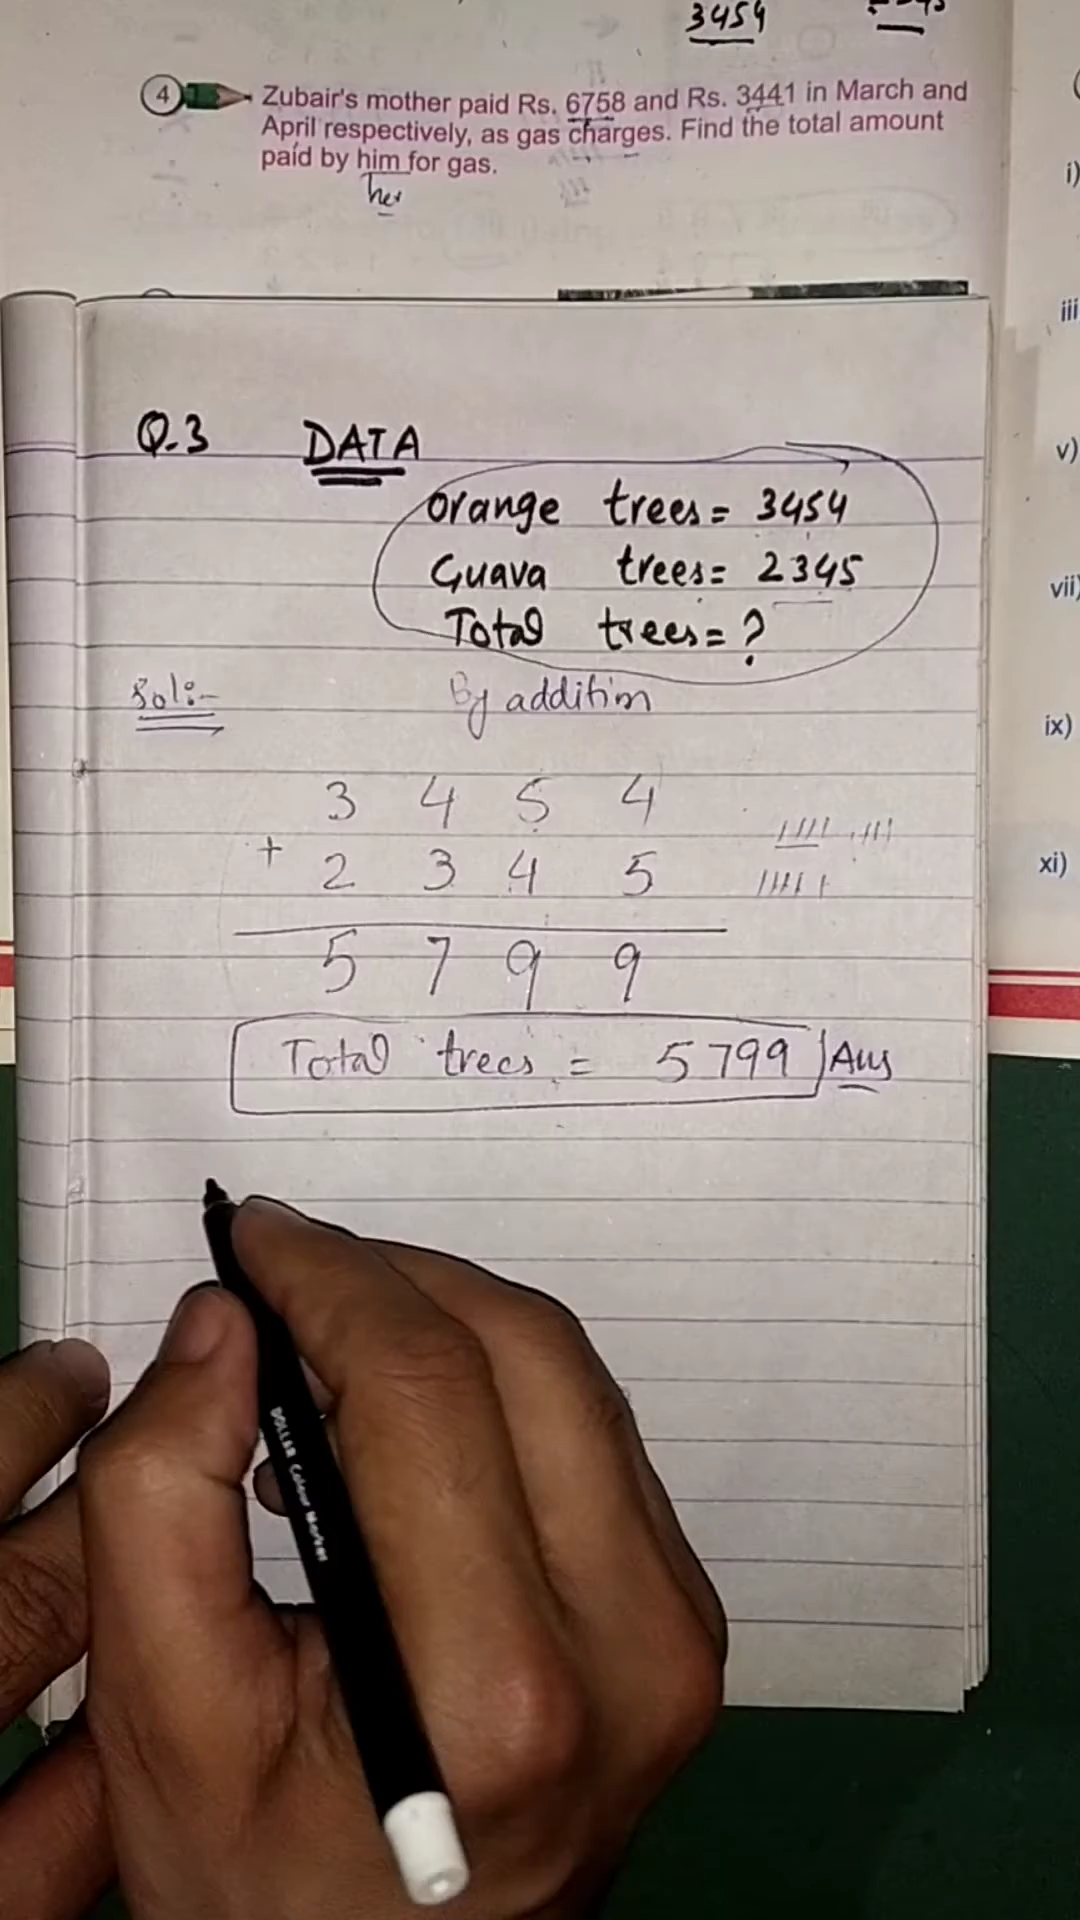 3454
4 Zubair's mother paid Rs. 6758 and Rs. 3441 in March and
April respectively, as gas charges. Find the total amount
paid by him for gas.
her
i)
iii
v)
vii)
ix)
xi)
Q.3 DATA
Orange trees = 3454
Guava trees = 2345
Total trees = ?
Sol:-
By addition
3 4 5 4
+ 2 3 4 5
5 7 9 9
Total trees = 5799 Ans
DOLLAR Colour Marker